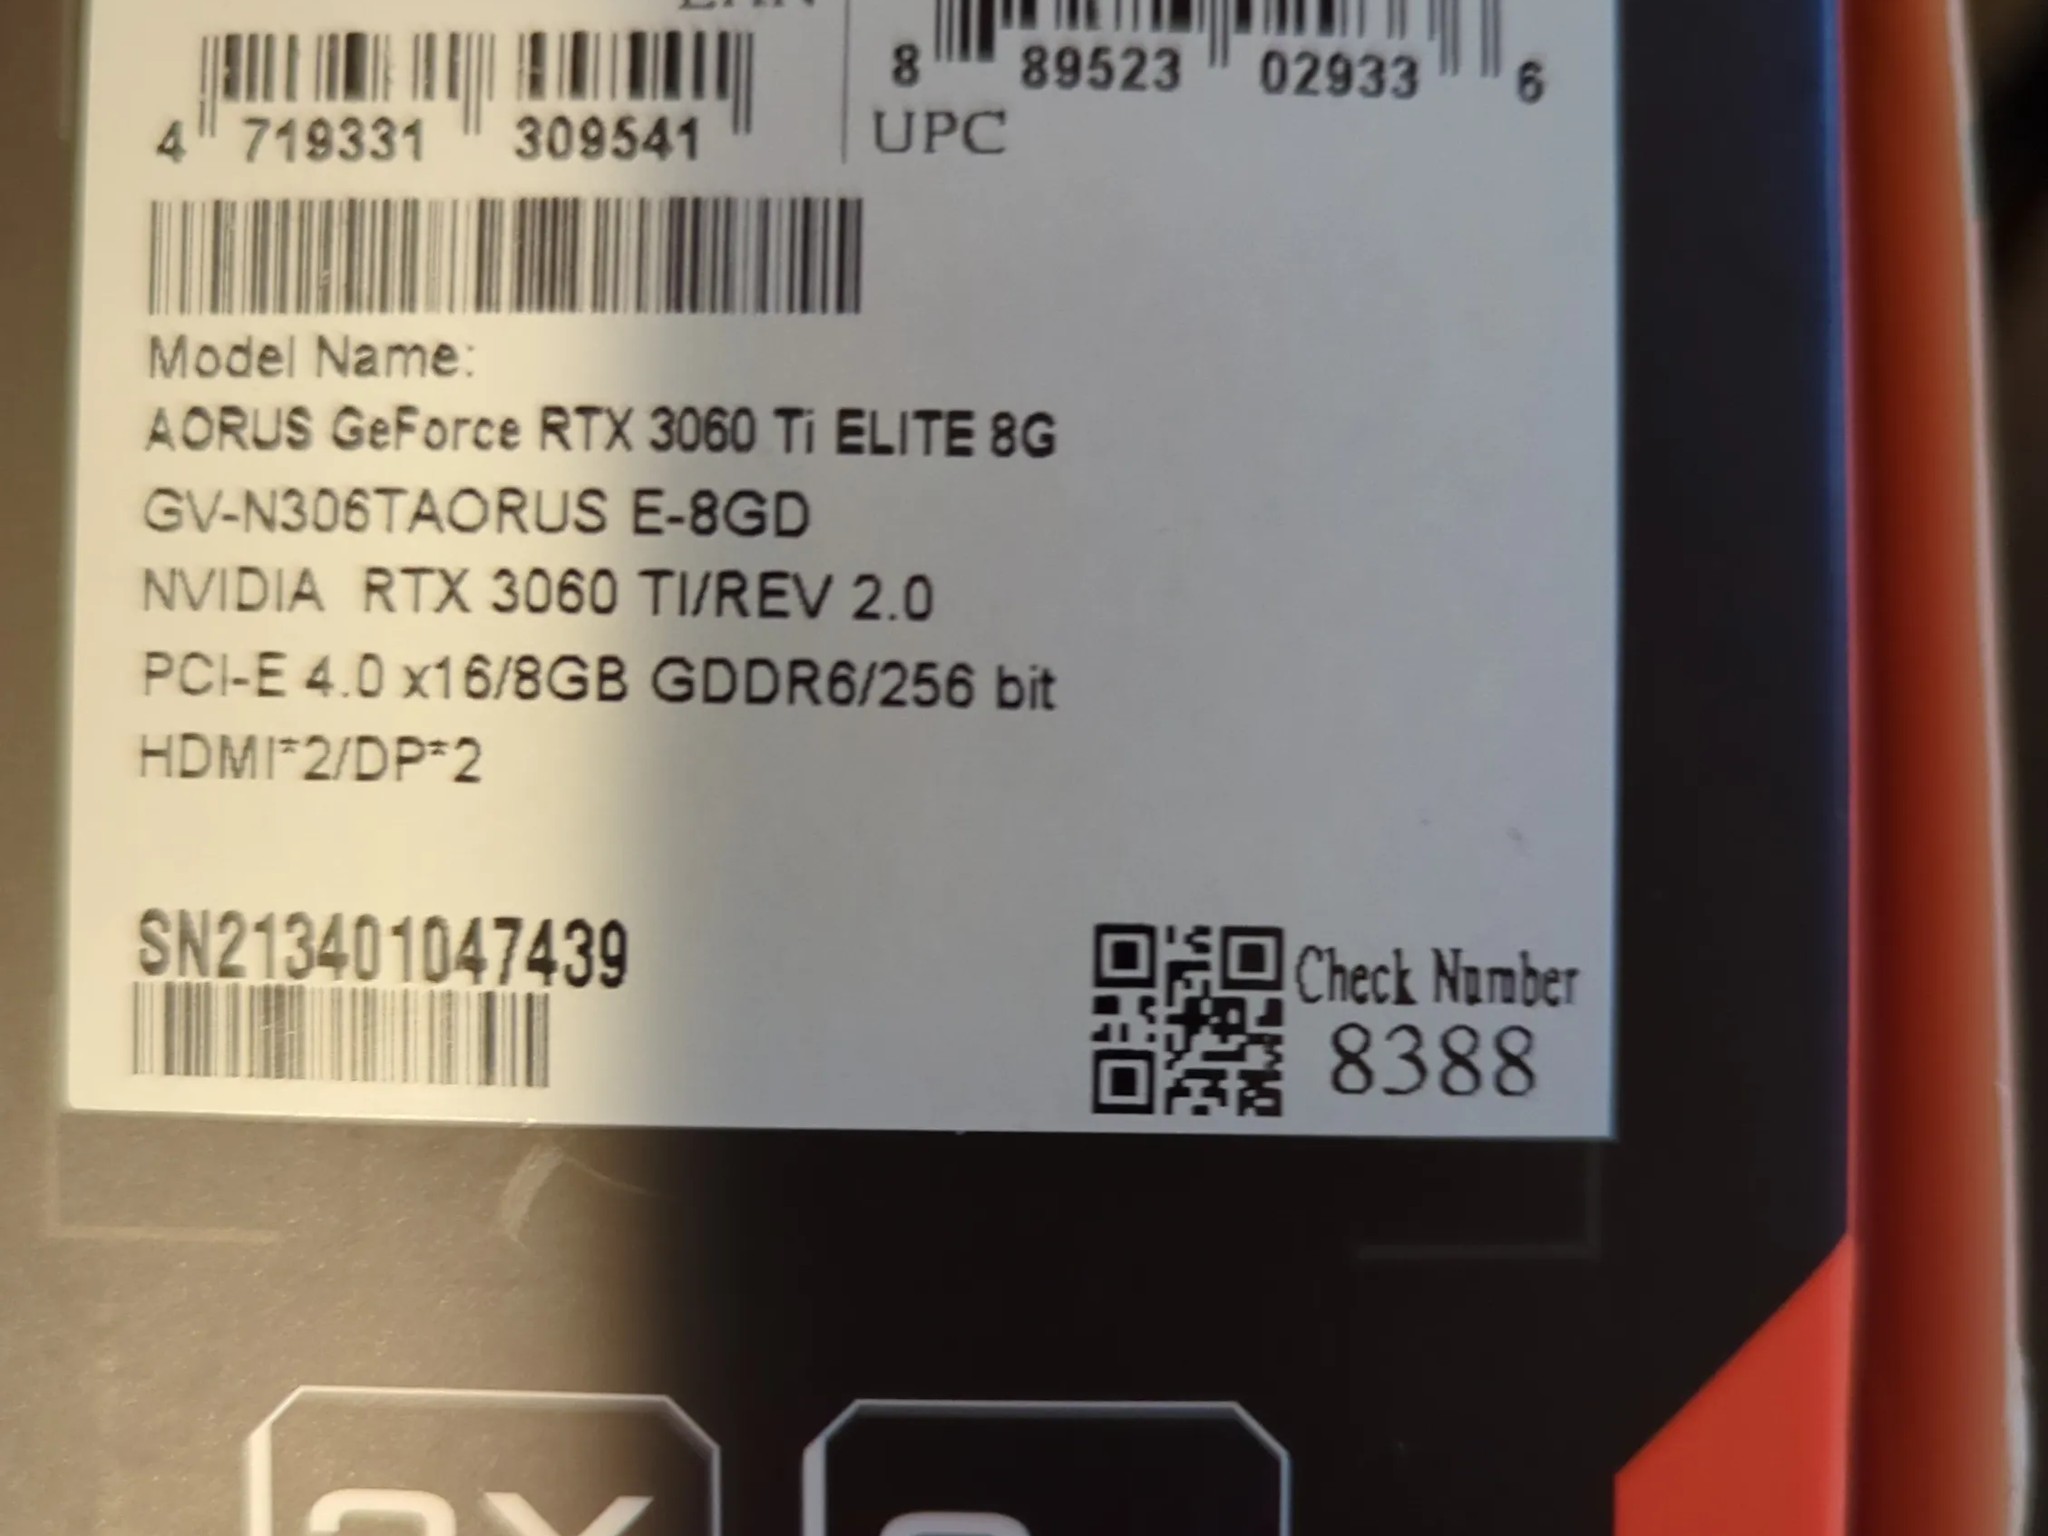 EAN
4 719331 309541
8 89523 02933 6
UPC
Model Name:
AORUS GeForce RTX 3060 Ti ELITE 8G
GV-N306TAORUS E-8GD
NVIDIA RTX 3060 TI/REV 2.0
PCI-E 4.0 x16/8GB GDDR6/256 bit
HDMI*2/DP*2
SN213401047439
Check Number
8388